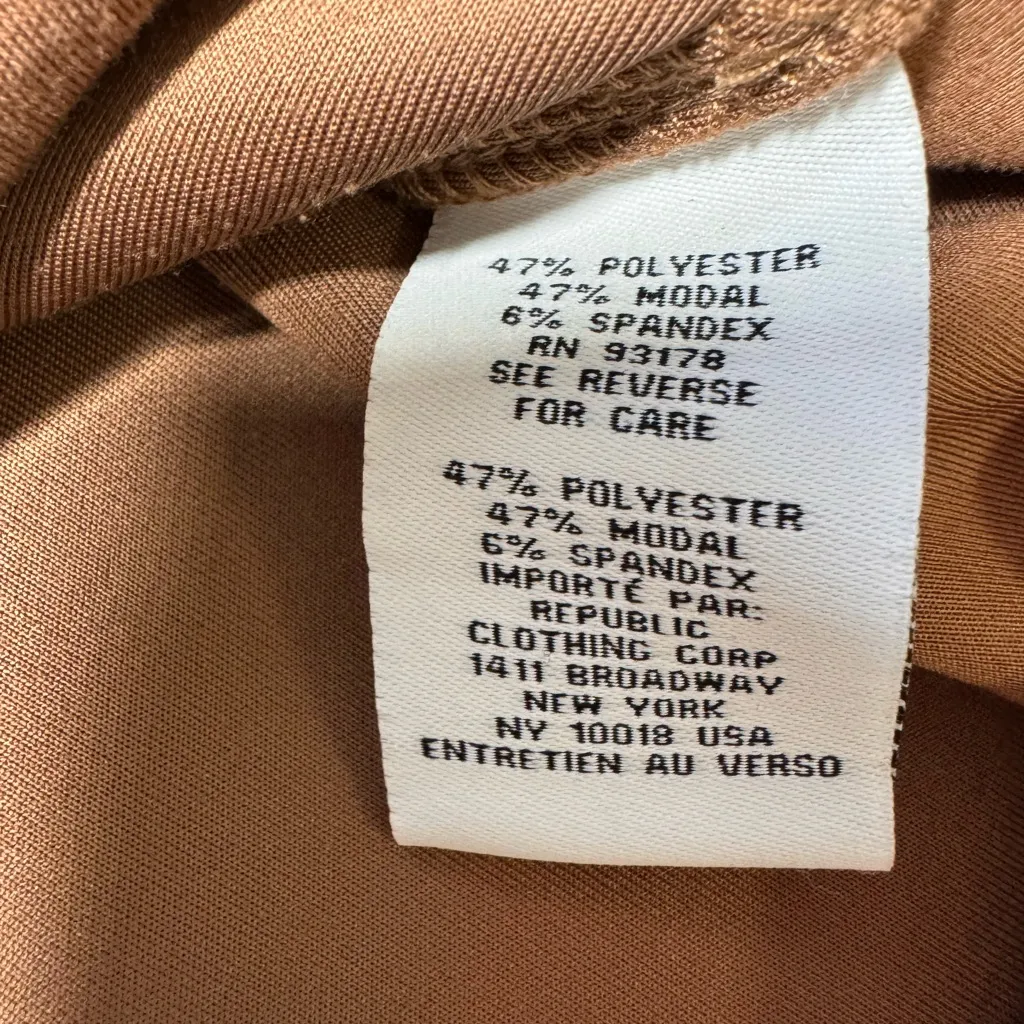 47% POLYESTER
47% MODAL
6% SPANDEX
RN 93178
SEE REVERSE
FOR CARE
47% POLYESTER
47% MODAL
6% SPANDEX
IMPORTÉ PAR:
REPUBLIC
CLOTHING CORP
1411 BROADWAY
NEW YORK
NY 10018 USA
ENTRETIEN AU VERSO